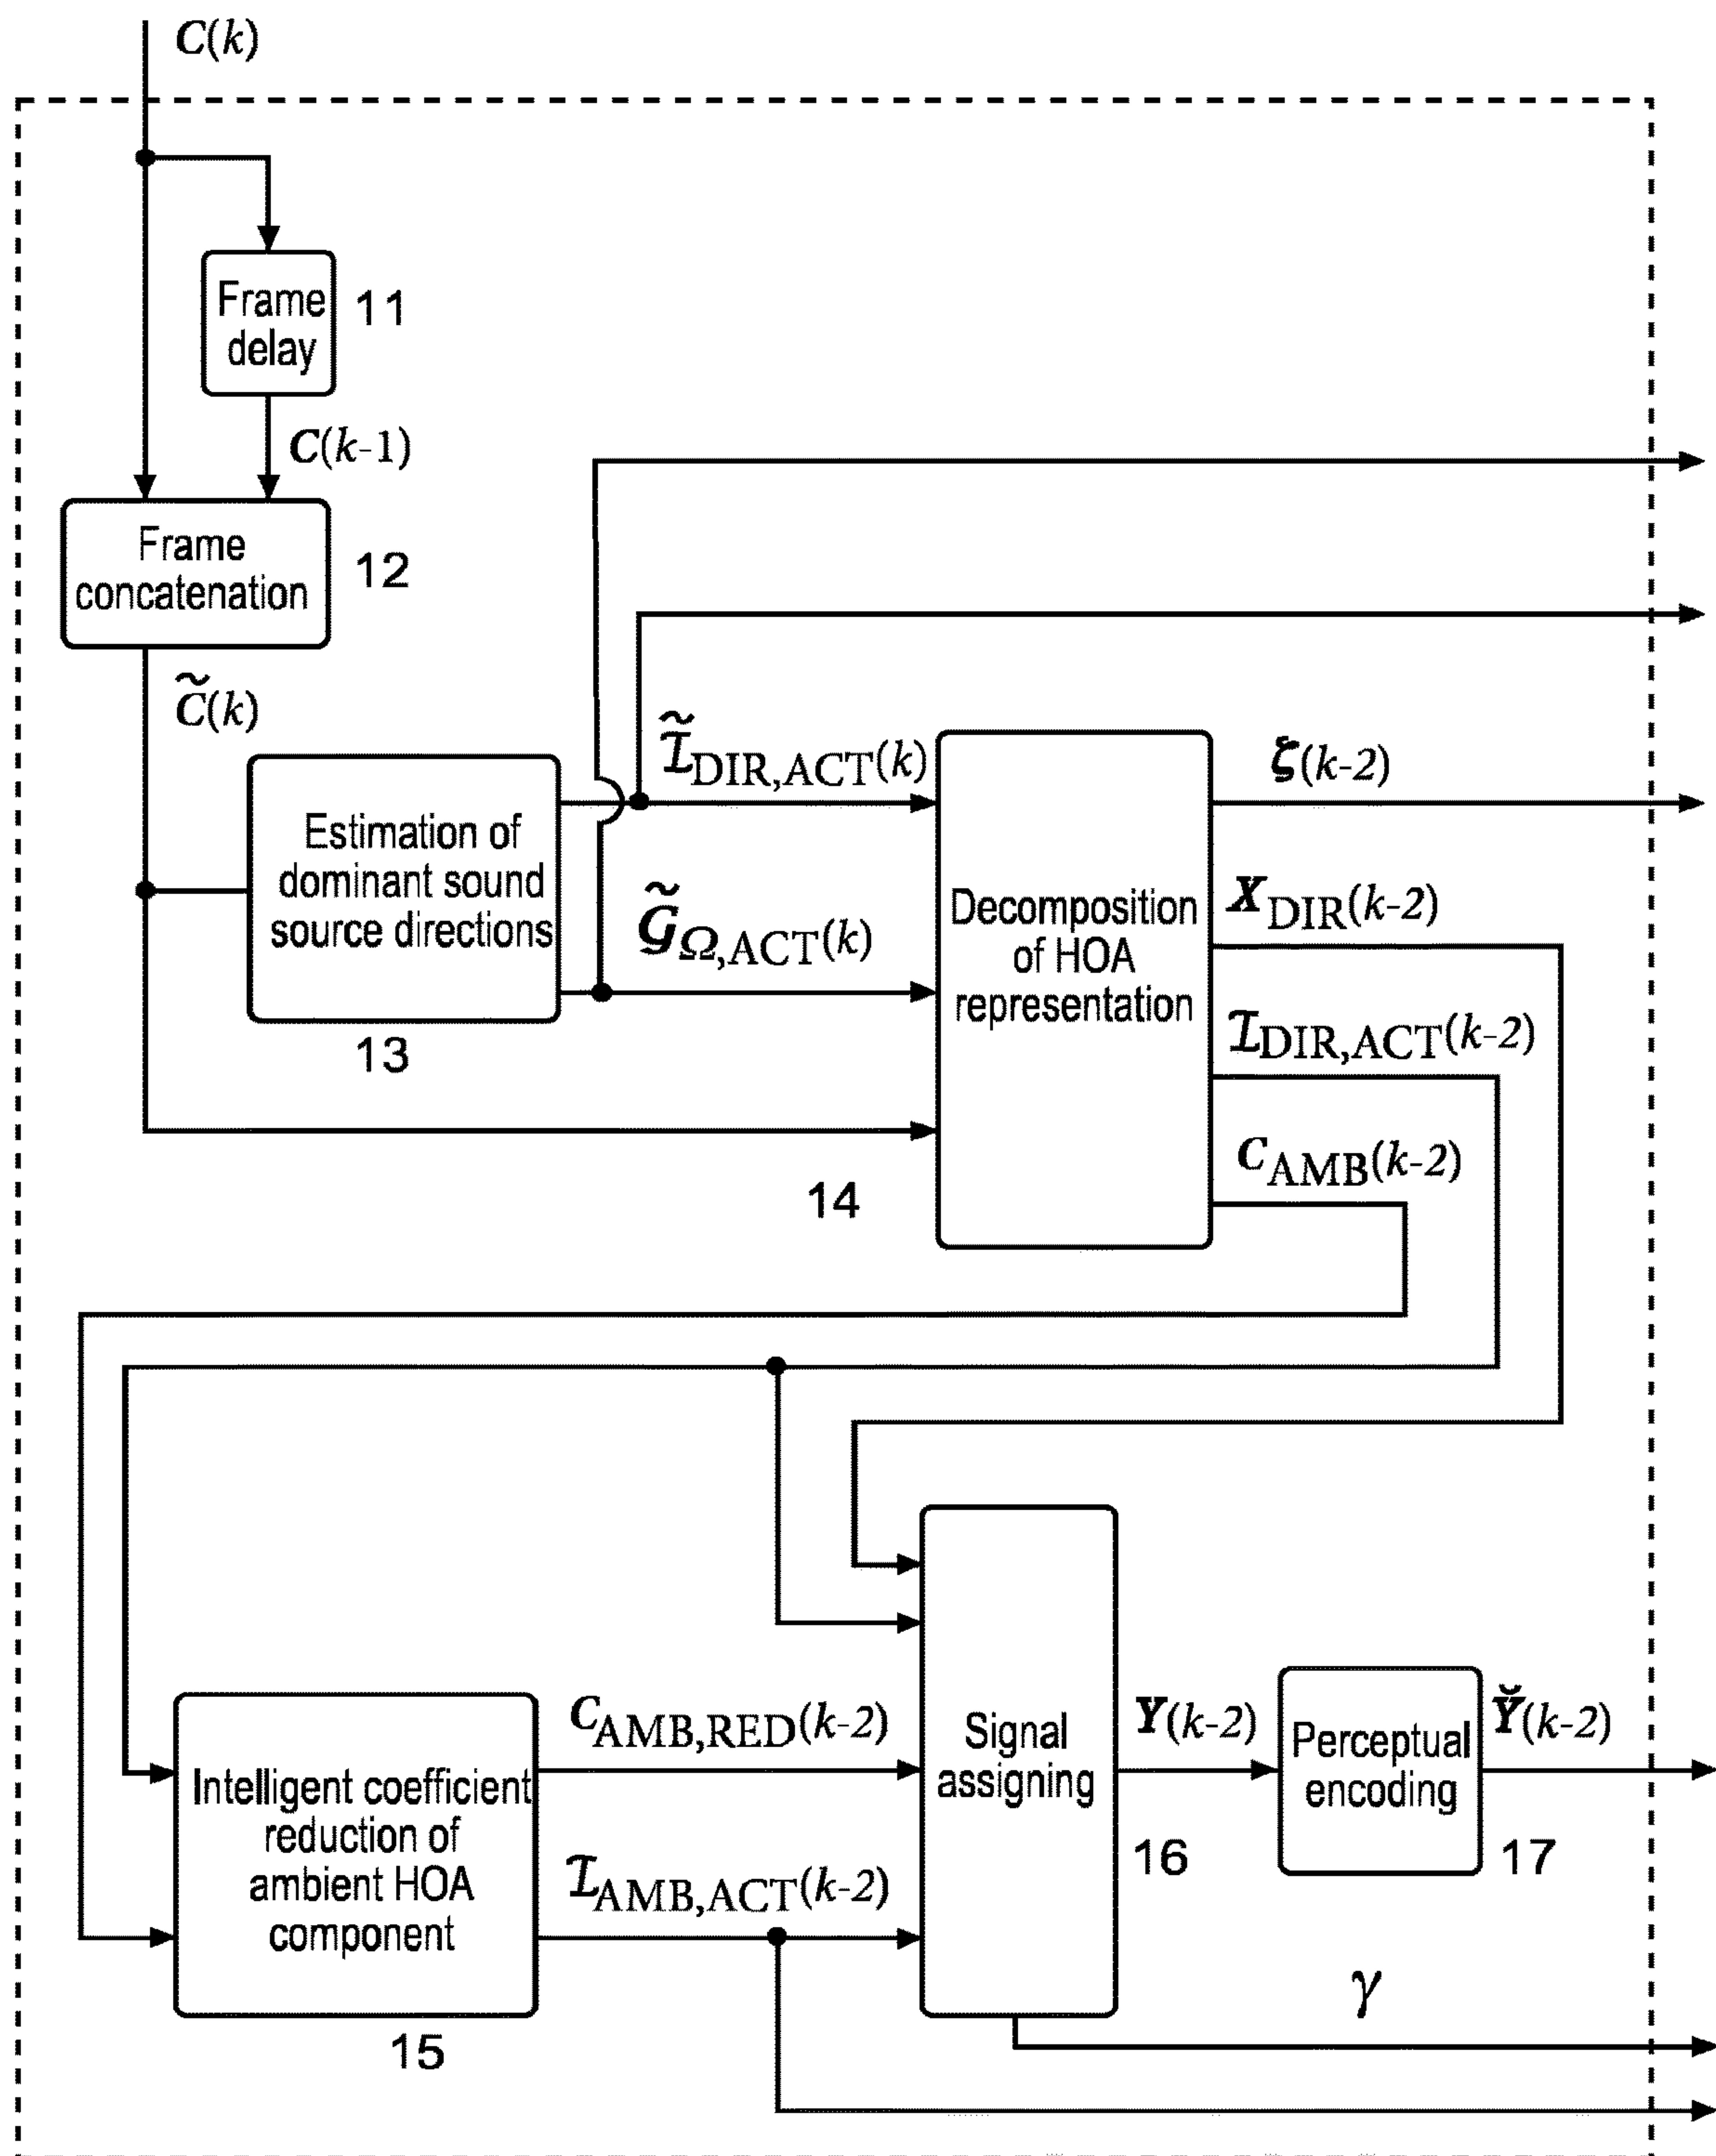 C(k)
Frame
delay
11
C(k-1)
Frame
concatenation
12
C̃(k)
Estimation of
dominant sound
source directions
13
Ĩ_DIR,ACT(k)
G̃_Ω,ACT(k)
Decomposition
of HOA
representation
14
ζ(k-2)
X_DIR(k-2)
I_DIR,ACT(k-2)
C_AMB(k-2)
Intelligent coefficient
reduction of
ambient HOA
component
15
C_AMB,RED(k-2)
I_AMB,ACT(k-2)
Signal
assigning
16
Y(k-2)
Perceptual
encoding
17
Y̆(k-2)
γ